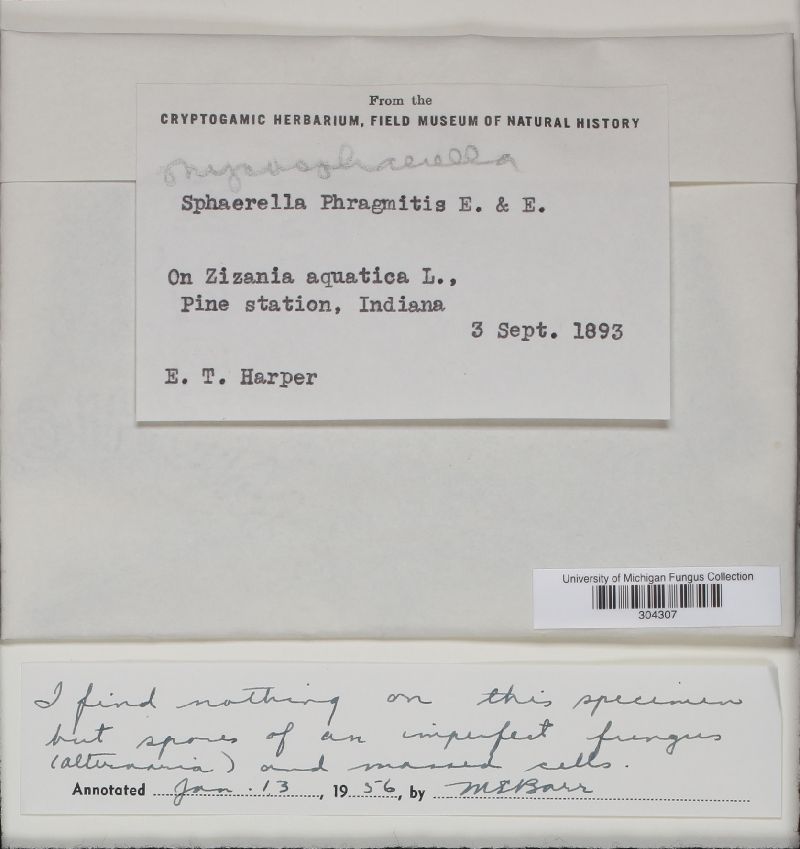 From the
CRYPTOGAMIC HERBARIUM, FIELD MUSEUM OF NATURAL HISTORY
Mycosphaerella
Sphaerella Phragmitis E. & E.
On Zizania aquatica L.,
Pine station, Indiana
3 Sept. 1893
E. T. Harper
University of Michigan Fungus Collection
304307
I find nothing on this specimen
but spores of an imperfect fungus
(alternaria) and massed cells.
Annotated Jan. 13, 1956, by MEBarr